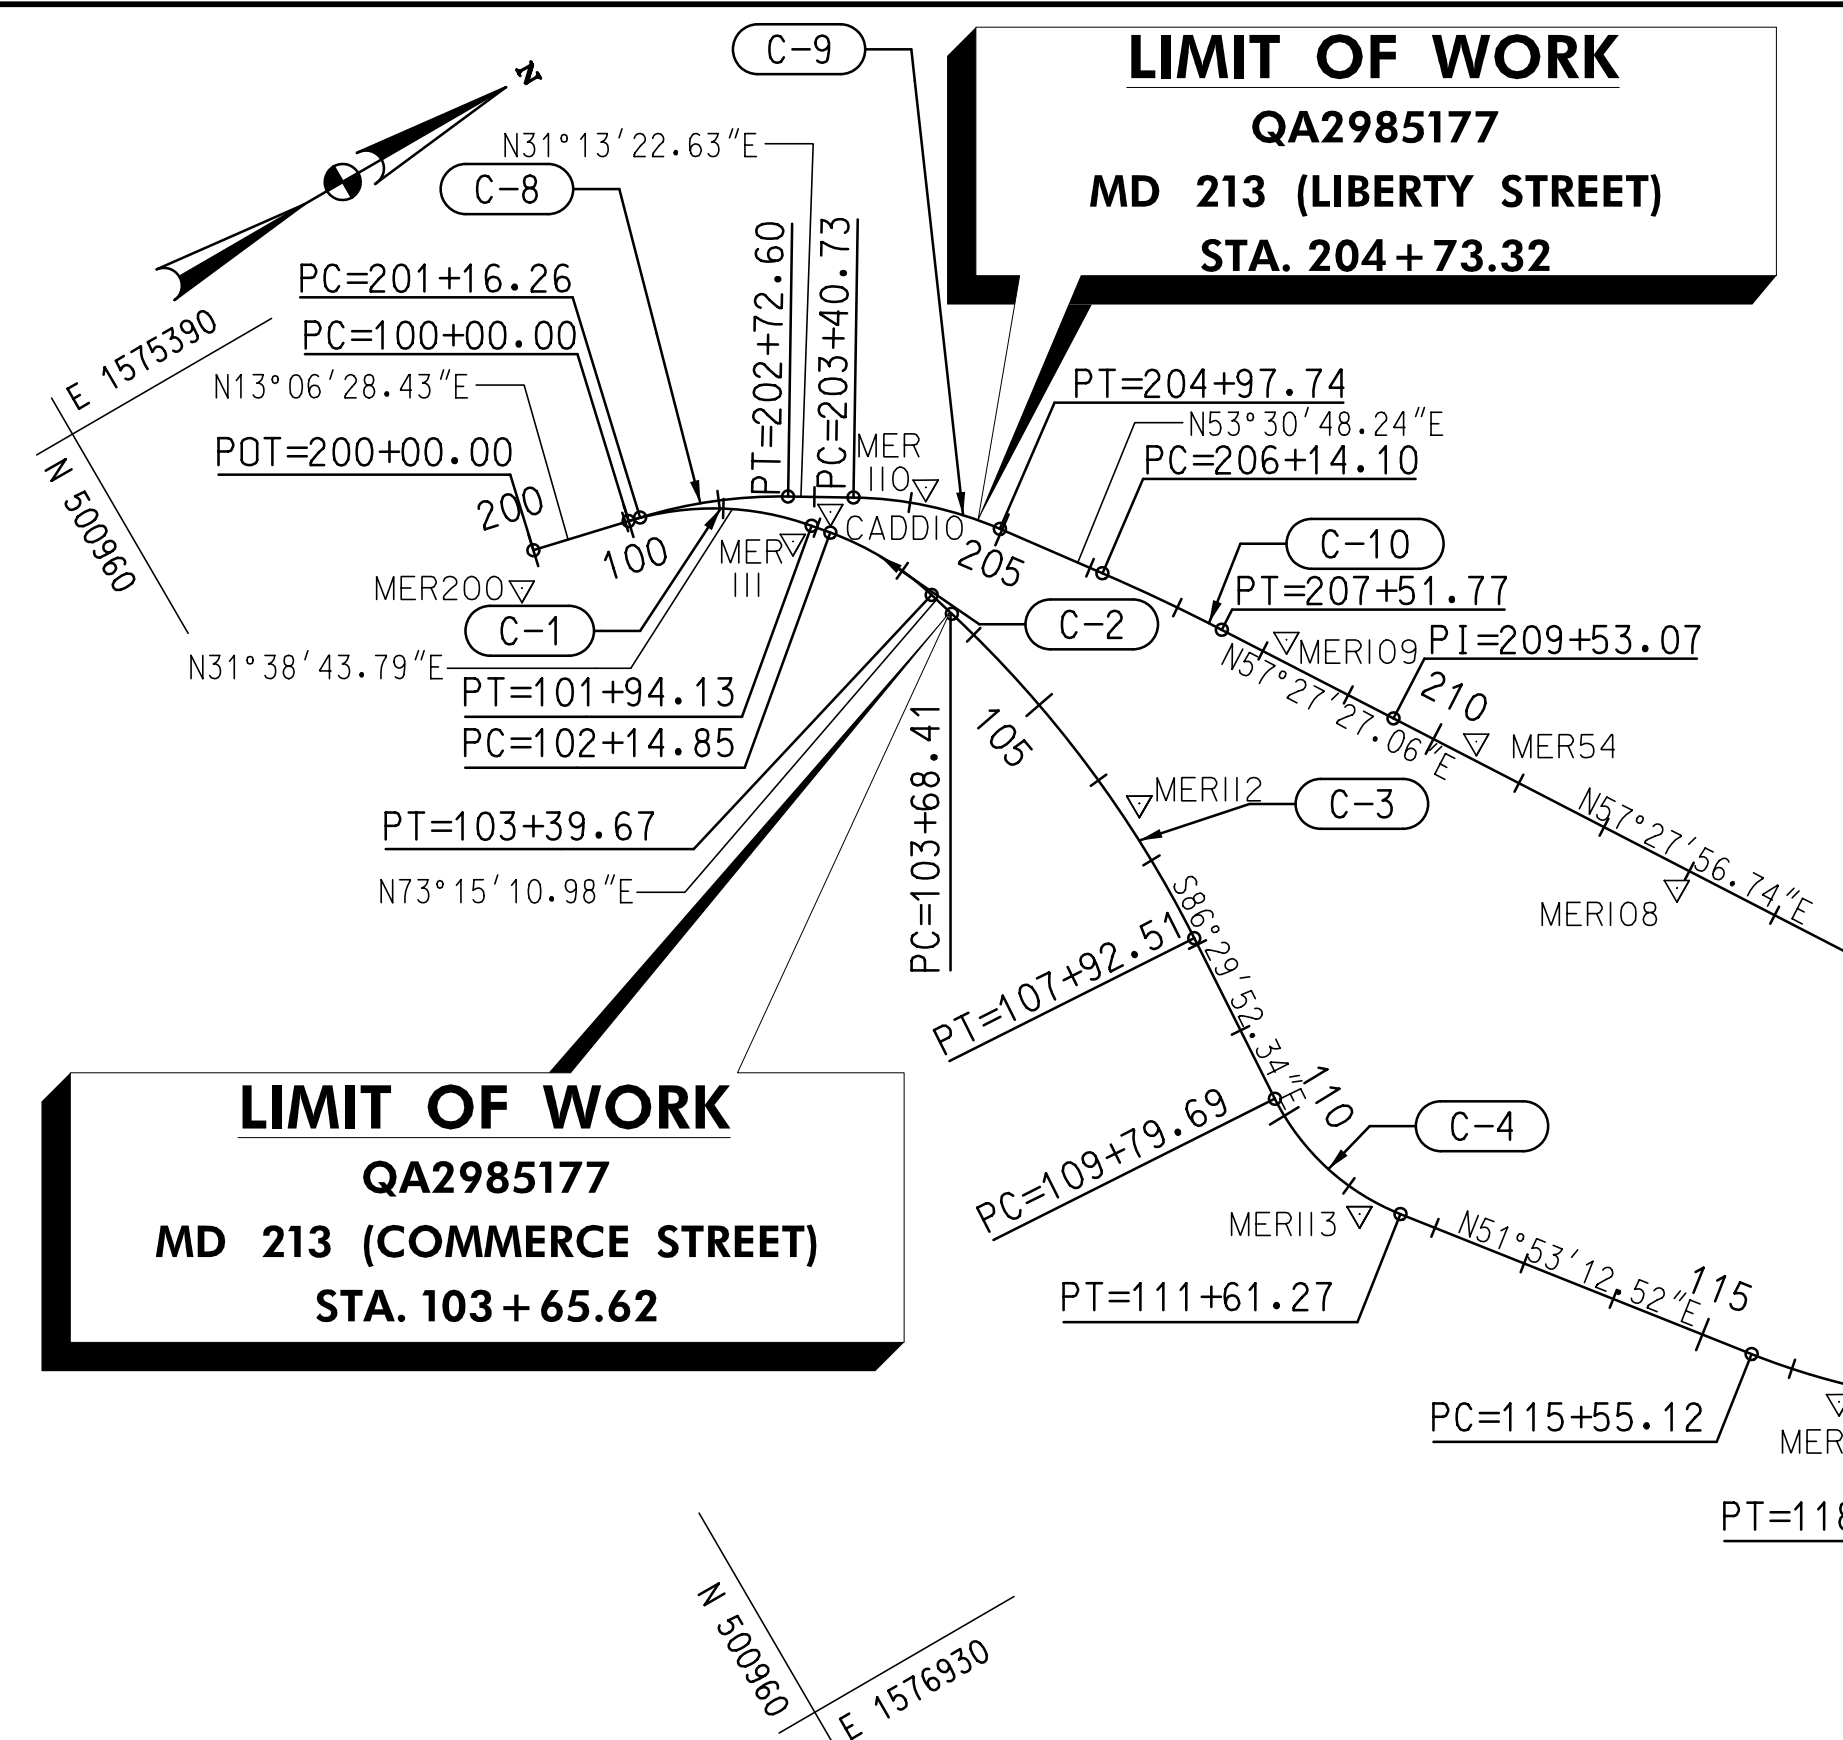 C-9
LIMIT OF WORK
QA2985177
MD 213 (LIBERTY STREET)
STA. 204+73.32
N
N31°13'22.63"E
C-8
PC=201+16.26
PC=100+00.00
N13°06'28.43"E
POT=200+00.00
E 1575390
N 500960
PT=202+72.60
PC=203+40.73
MER
110
CADD10
PT=204+97.74
N53°30'48.24"E
PC=206+14.10
200
100
MER
111
205
C-10
MER200
C-1
C-2
PT=207+51.77
MER109
PI=209+53.07
N31°38'43.79"E
PT=101+94.13
PC=102+14.85
N57°27'27.06"E
210
MER54
105
PC=103+68.41
MER112
C-3
PT=103+39.67
N73°15'10.98"E
N57°27'56.74"E
MER108
S86°29'52.34"E
PT=107+92.51
110
C-4
PC=109+79.69
LIMIT OF WORK
QA2985177
MD 213 (COMMERCE STREET)
STA. 103+65.62
MER113
N51°53'12.52"E
115
PT=111+61.27
PC=115+55.12
MER
PT=118
N 500960
E 1576930